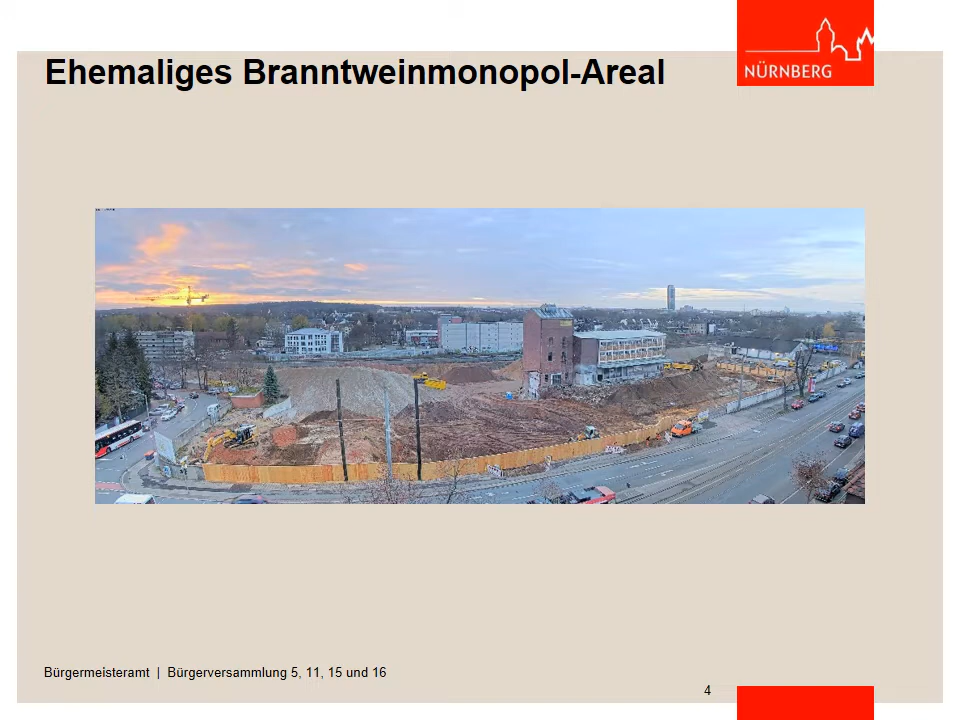 Ehemaliges Branntweinmonopol-Areal
NÜRNBERG
Bürgermeisteramt | Bürgerversammlung 5, 11, 15 und 16
4